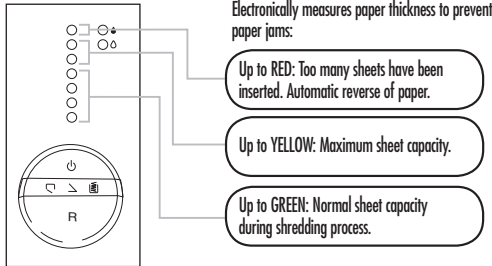 Electronically measures paper thickness to prevent
paper jams:
Up to RED: Too many sheets have been
inserted. Automatic reverse of paper.
Up to YELLOW: Maximum sheet capacity.
Up to GREEN: Normal sheet capacity
during shredding process.
R